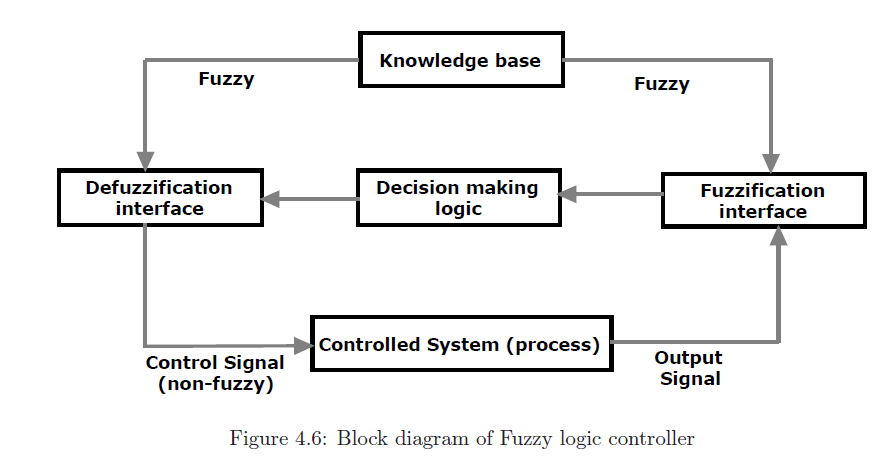 Knowledge base
Fuzzy
Fuzzy
Defuzzification
interface
Decision making
logic
Fuzzification
interface
Controlled System (process)
Control Signal
(non-fuzzy)
Output
Signal
Figure 4.6: Block diagram of Fuzzy logic controller